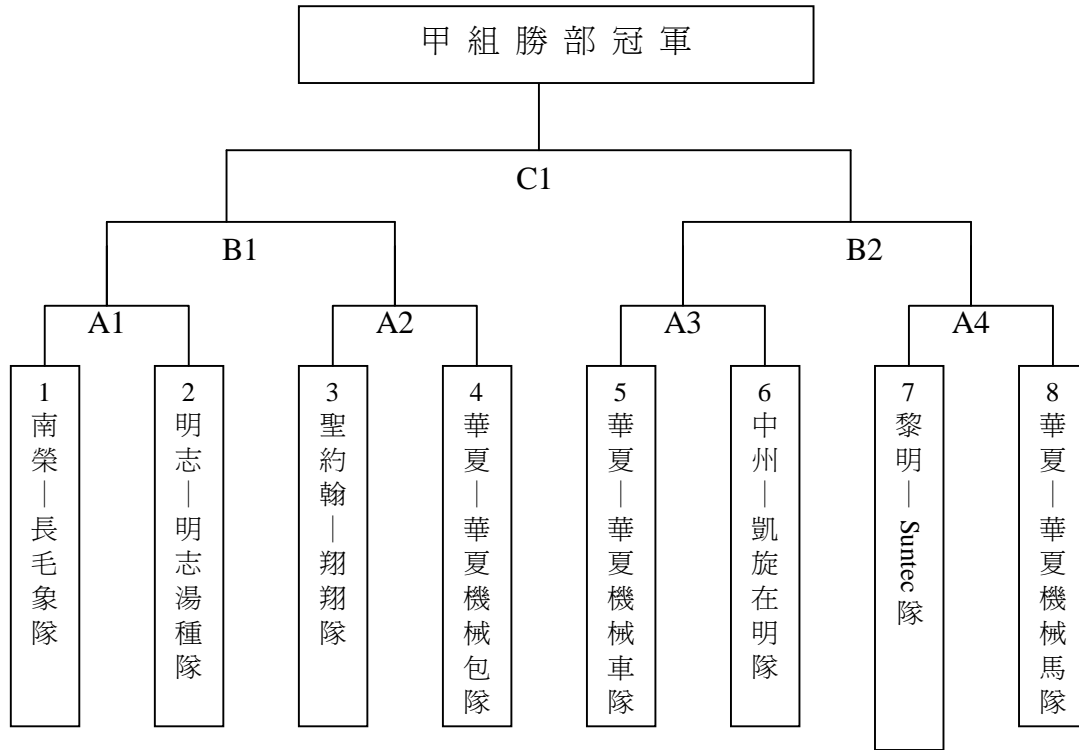 甲組勝部冠軍
C1
B1
B2
A1
A2
A3
A4
1南榮—長毛象隊
2明志—明志湯種隊
3聖約翰—翔翔隊
4華夏—華夏機械包隊
5華夏—華夏機械車隊
6中州—凱旋在明隊
7黎明—Suntec隊
8華夏—華夏機械馬隊